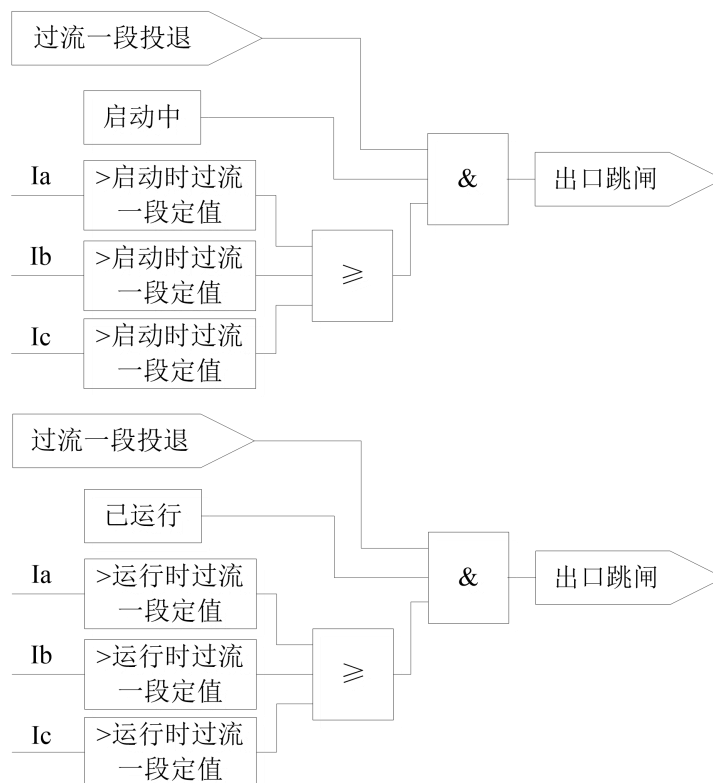 过流一段投退
启动中
Ia
>启动时过流
一段定值
Ib
>启动时过流
一段定值
Ic
>启动时过流
一段定值
≥
&
出口跳闸
过流一段投退
已运行
Ia
>运行时过流
一段定值
Ib
>运行时过流
一段定值
Ic
>运行时过流
一段定值
≥
&
出口跳闸